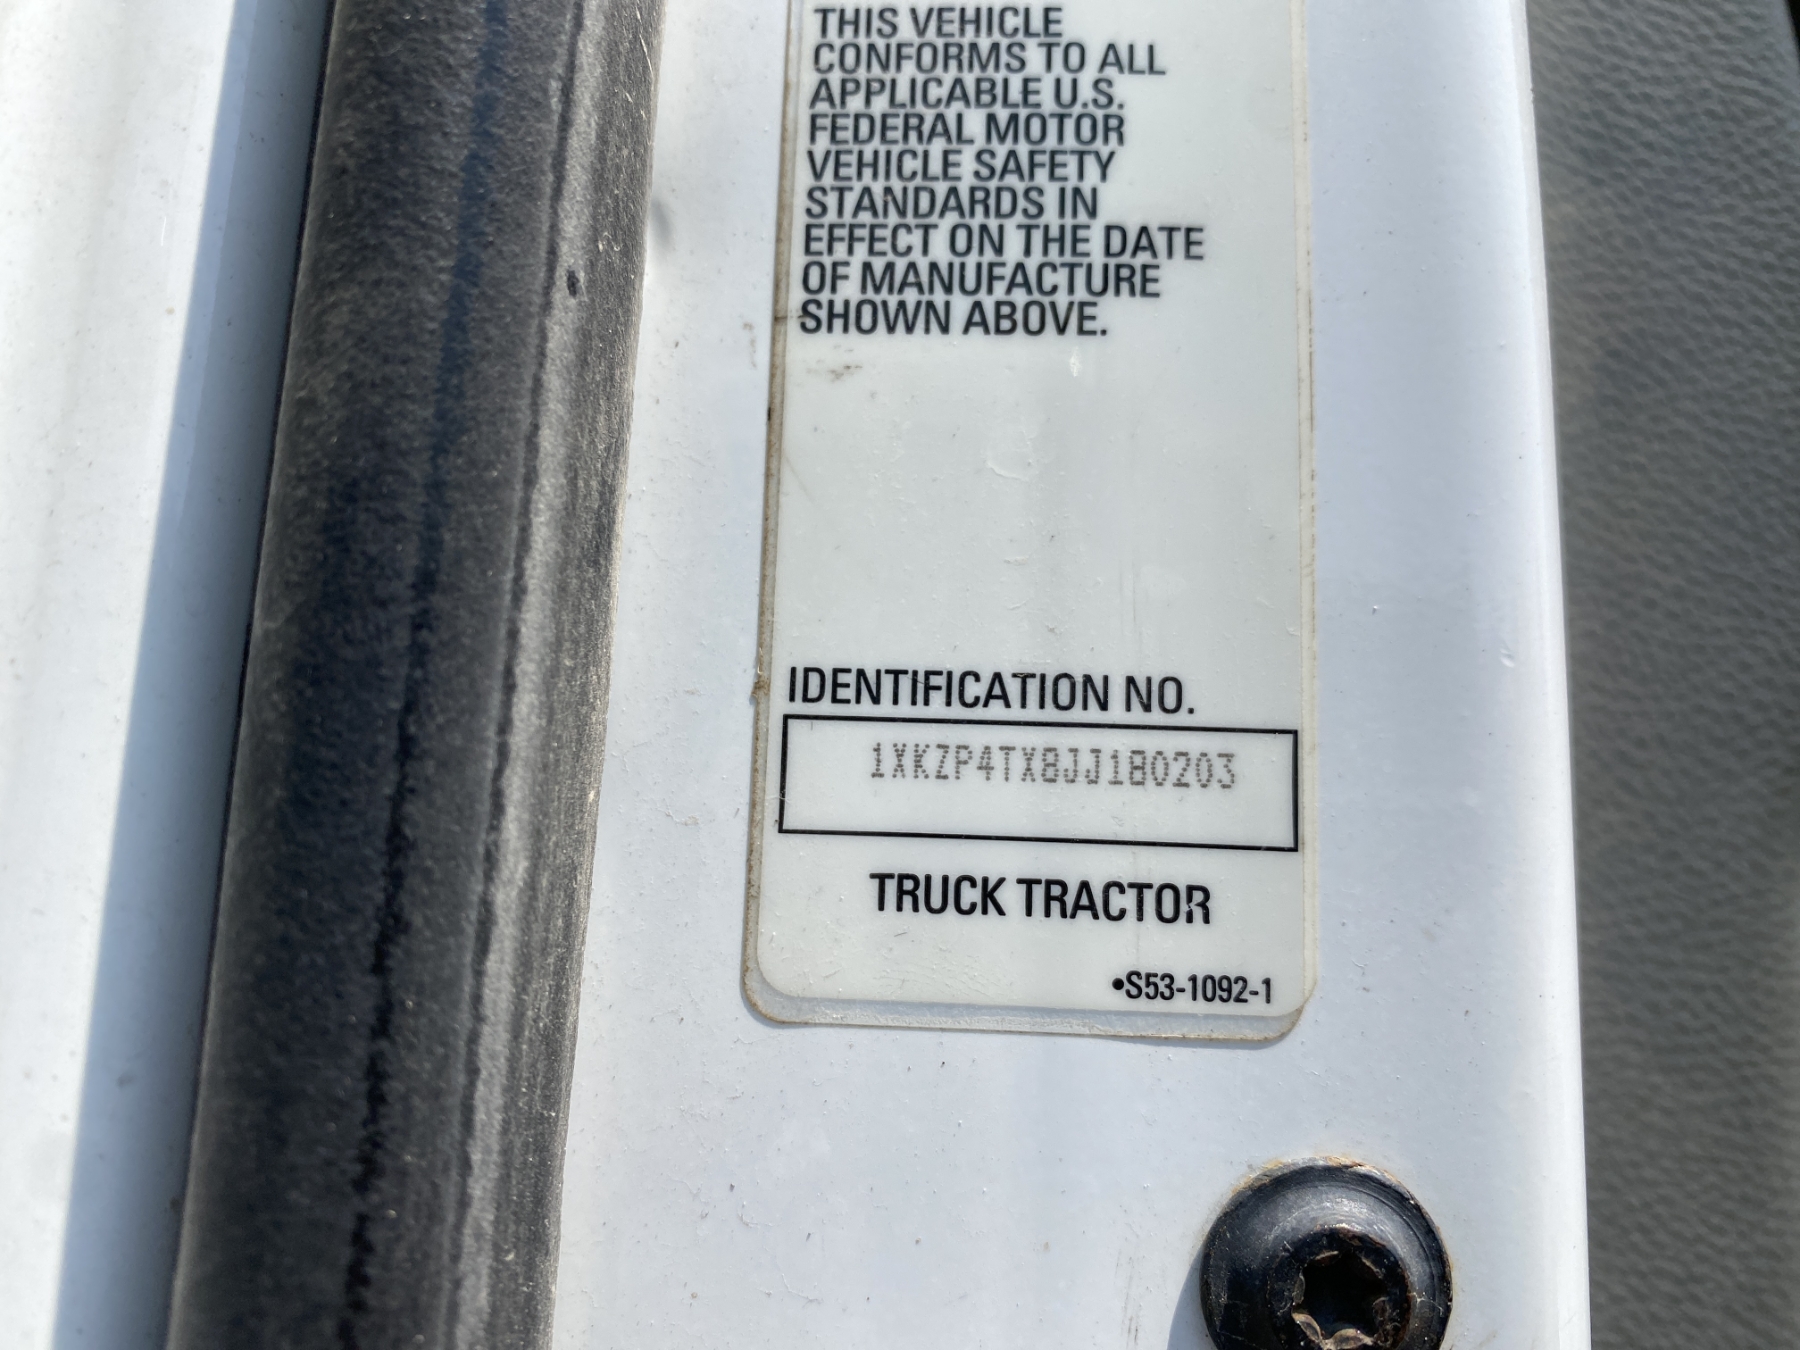 THIS VEHICLE
CONFORMS TO ALL
APPLICABLE U.S.
FEDERAL MOTOR
VEHICLE SAFETY
STANDARDS IN
EFFECT ON THE DATE
OF MANUFACTURE
SHOWN ABOVE.
IDENTIFICATION NO.
1XKZP4TX8JJ180203
TRUCK TRACTOR
•S53-1092-1